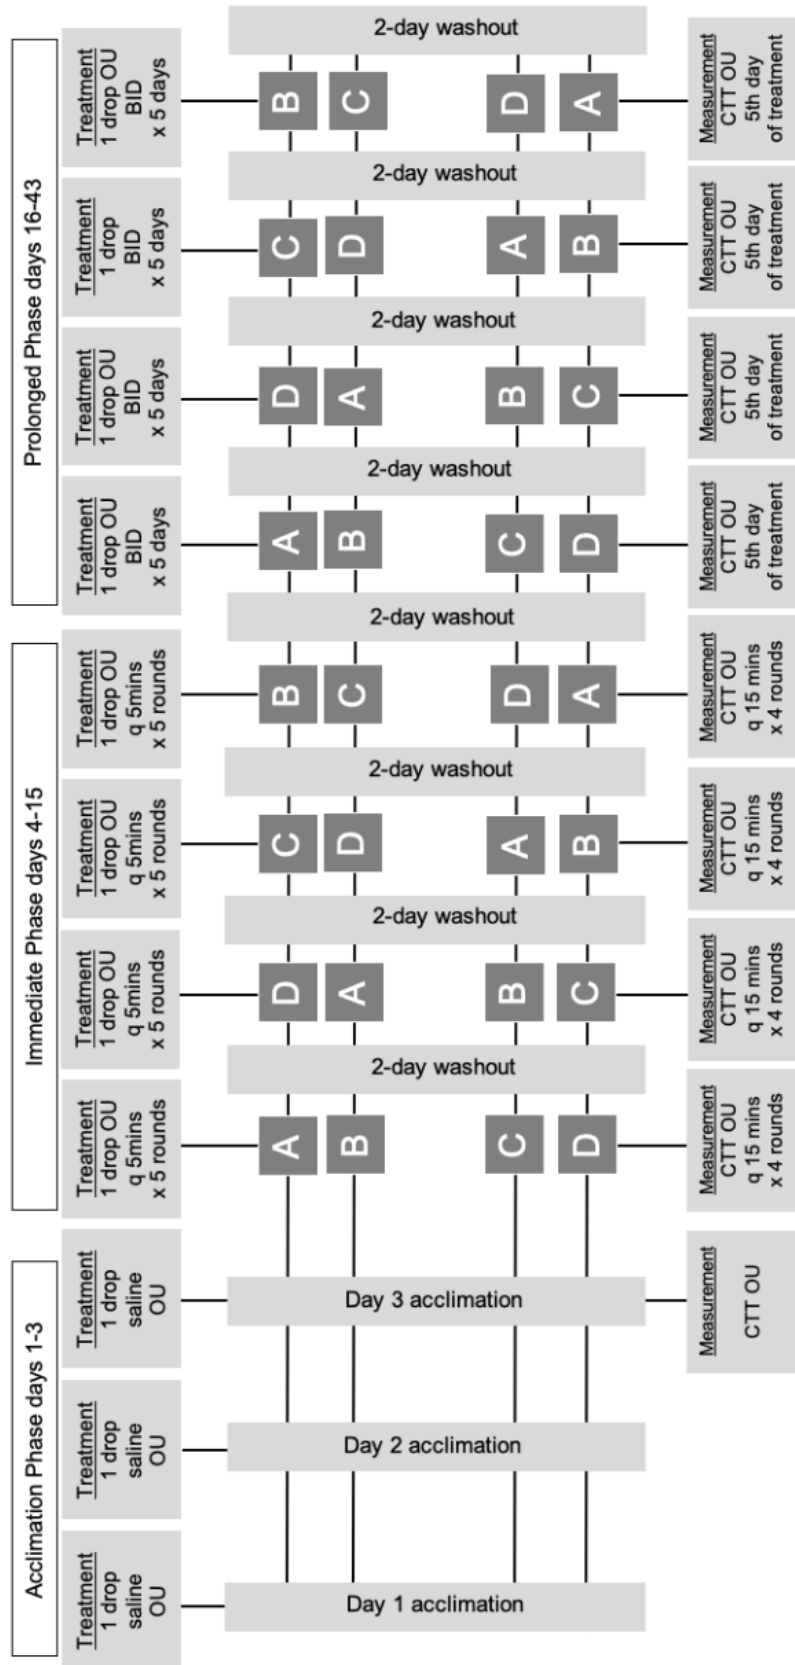 Acclimation Phase days 1-3
Immediate Phase days 4-15
Prolonged Phase days 16-43
Treatment
1 drop
saline
OU
Treatment
1 drop
saline
OU
Treatment
1 drop
saline
OU
Treatment
1 drop OU
q 5mins
x 5 rounds
Treatment
1 drop OU
q 5mins
x 5 rounds
Treatment
1 drop OU
q 5mins
x 5 rounds
Treatment
1 drop OU
q 5mins
x 5 rounds
Treatment
1 drop OU
BID
x 5 days
Treatment
1 drop OU
BID
x 5 days
Treatment
1 drop
BID
x 5 days
Treatment
1 drop OU
BID
x 5 days
Day 1 acclimation
Day 2 acclimation
Day 3 acclimation
A
B
C
D
2-day washout
D
A
B
C
2-day washout
C
D
A
B
2-day washout
B
C
D
A
2-day washout
A
B
C
D
2-day washout
D
A
B
C
2-day washout
C
D
A
B
2-day washout
B
C
D
A
2-day washout
Measurement
CTT OU
Measurement
CTT OU
q 15 mins
x 4 rounds
Measurement
CTT OU
q 15 mins
x 4 rounds
Measurement
CTT OU
q 15 mins
x 4 rounds
Measurement
CTT OU
q 15 mins
x 4 rounds
Measurement
CTT OU
5th day
of treatment
Measurement
CTT OU
5th day
of treatment
Measurement
CTT OU
5th day
of treatment
Measurement
CTT OU
5th day
of treatment